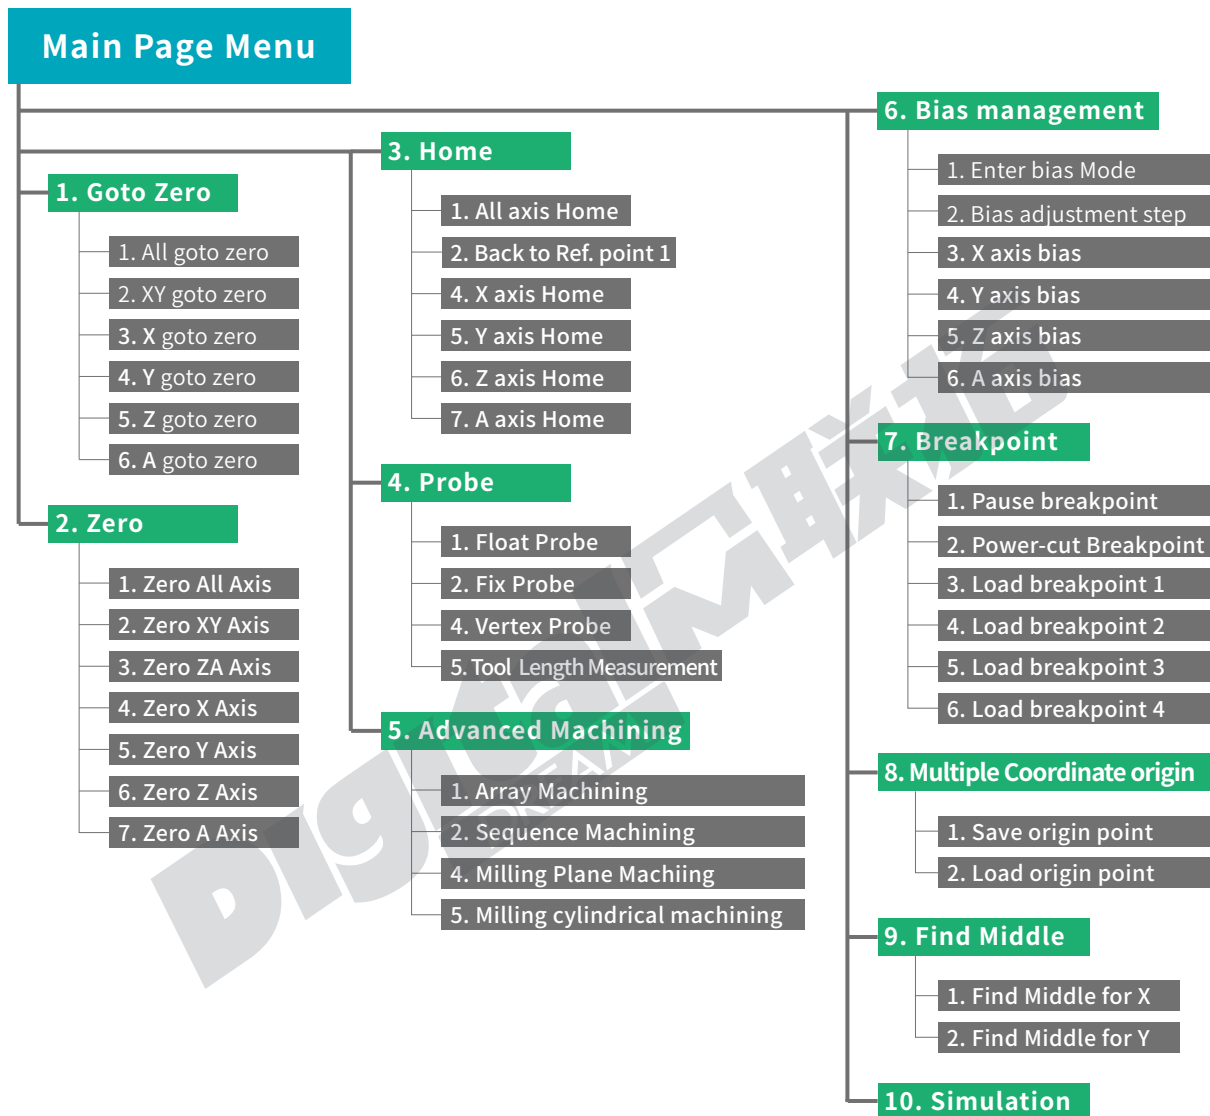 Main Page Menu
1. Goto Zero
1. All goto zero
2. XY goto zero
3. X goto zero
4. Y goto zero
5. Z goto zero
6. A goto zero
2. Zero
1. Zero All Axis
2. Zero XY Axis
3. Zero ZA Axis
4. Zero X Axis
5. Zero Y Axis
6. Zero Z Axis
7. Zero A Axis
3. Home
1. All axis Home
2. Back to Ref. point 1
4. X axis Home
5. Y axis Home
6. Z axis Home
7. A axis Home
4. Probe
1. Float Probe
2. Fix Probe
4. Vertex Probe
5. Tool Length Measurement
5. Advanced Machining
1. Array Machining
2. Sequence Machining
4. Milling Plane Machiing
5. Milling cylindrical machining
6. Bias management
1. Enter bias Mode
2. Bias adjustment step
3. X axis bias
4. Y axis bias
5. Z axis bias
6. A axis bias
7. Breakpoint
1. Pause breakpoint
2. Power-cut Breakpoint
3. Load breakpoint 1
4. Load breakpoint 2
5. Load breakpoint 3
6. Load breakpoint 4
8. Multiple Coordinate origin
1. Save origin point
2. Load origin point
9. Find Middle
1. Find Middle for X
2. Find Middle for Y
10. Simulation
Digital
DREAM
联拓